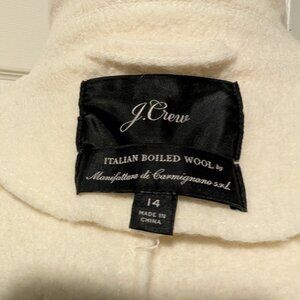 J.Crew
ITALIAN BOILED WOOL by
Manifattura di Carmignano s.r.l.
14
MADE IN
CHINA